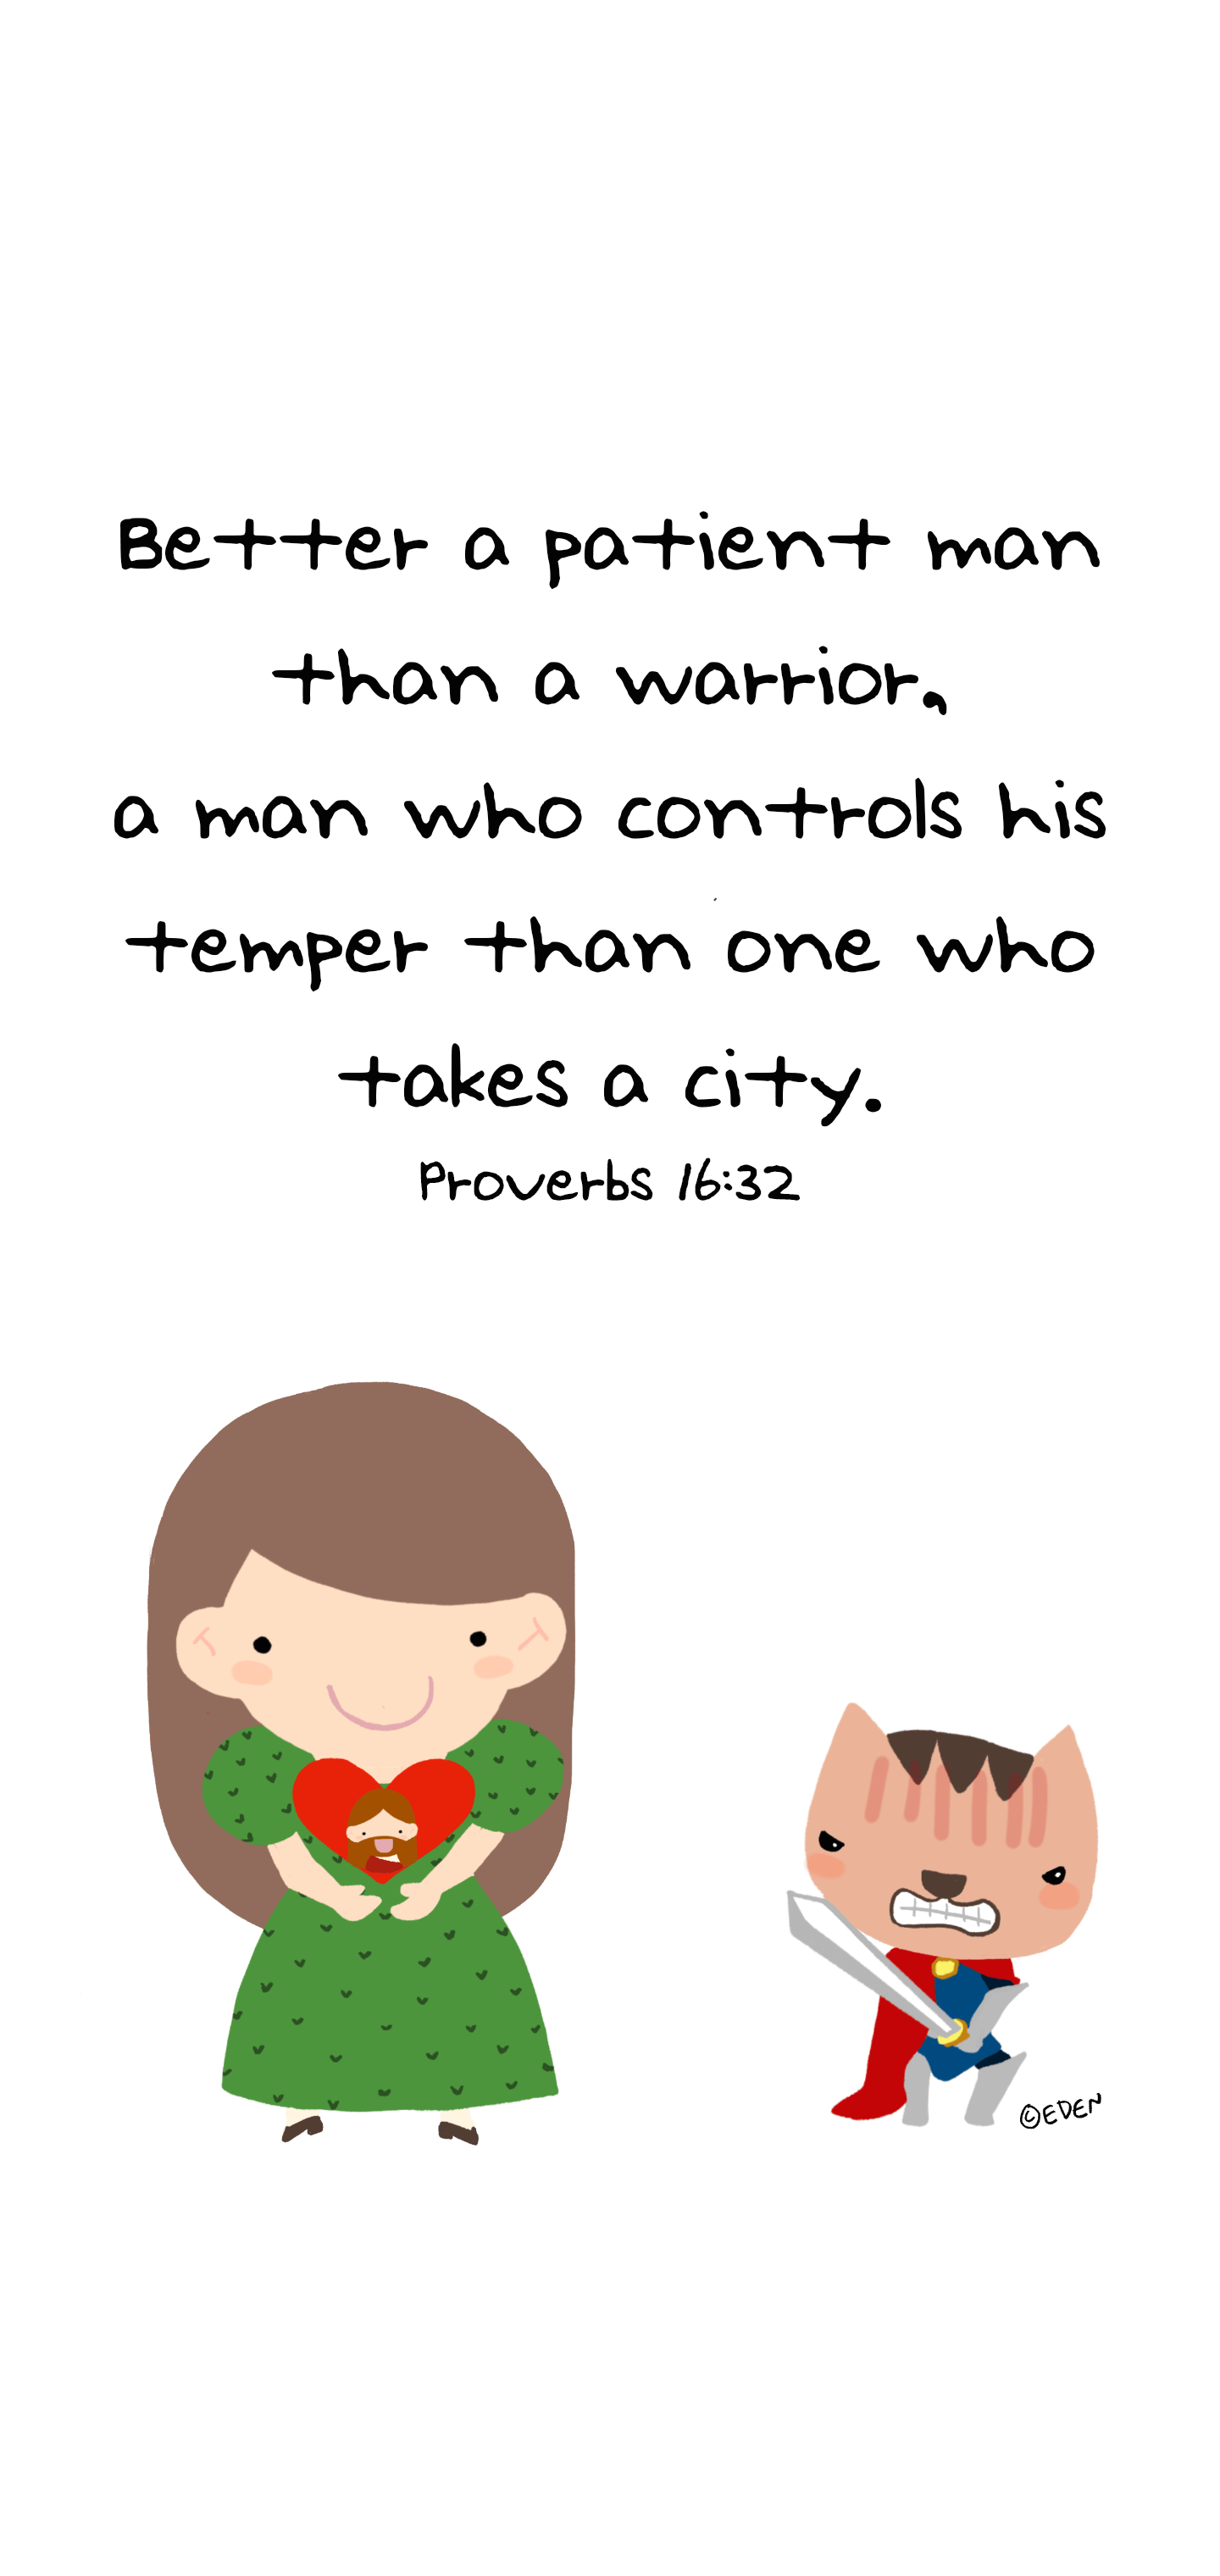 Better a patient man
than a warrior,
a man who controls his
temper than one who
takes a city.
Proverbs 16:32
©EDEN